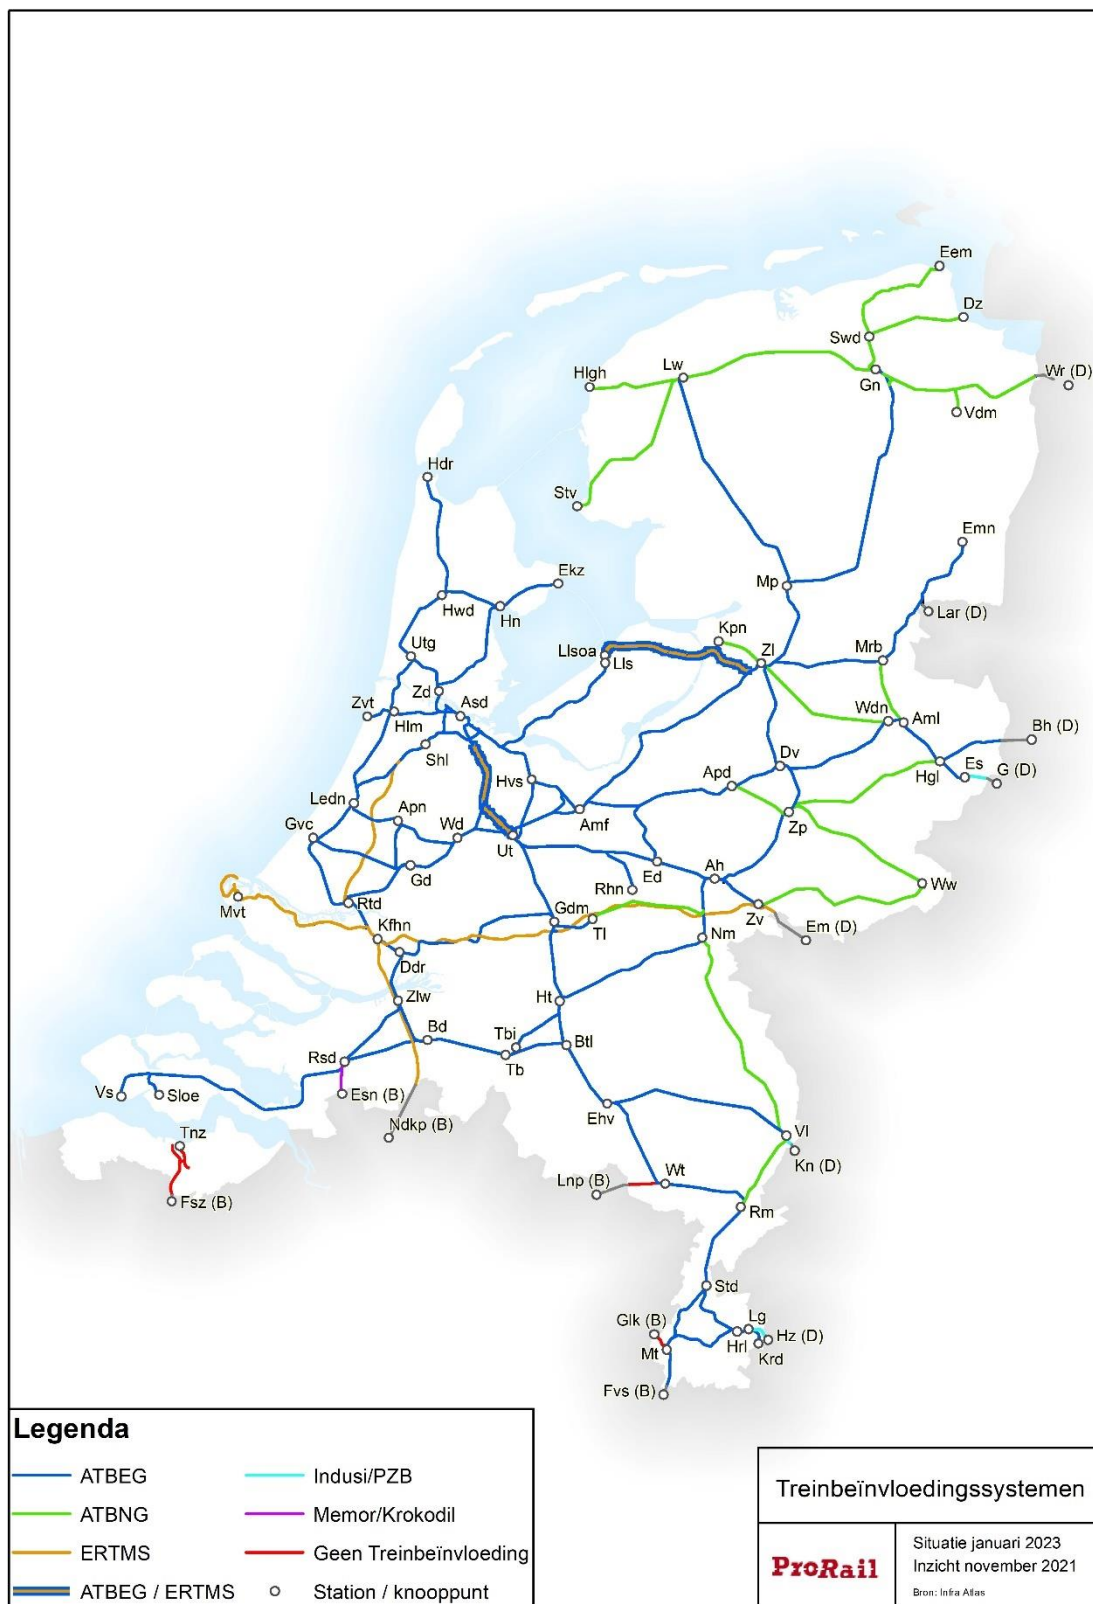 Eem
Dz
Swd
Lw
Gn
Wr (D)
Hlgh
Vdm
Hdr
Stv
Emn
Ekz
Mp
Hwd
Hn
Lar (D)
Kpn
Utg
Llsoa
Zl
Mrb
Lls
Zd
Zvt
Asd
Wdn
Hlm
Aml
Bh (D)
Shl
Dv
Es
G (D)
Hvs
Apd
Hgl
Ledn
Apn
Gvc
Wd
Amf
Zp
Ut
Gd
Ed
Ah
Rhn
Ww
Mvt
Rtd
Gdm
Zv
Kfhn
Tl
Em (D)
Nm
Ddr
Zlw
Ht
Bd
Tbi
Btl
Rsd
Tb
Vs
Sloe
Esn (B)
Ehv
Ndkp (B)
Tnz
Vl
Kn (D)
Lnp (B)
Wt
Fsz (B)
Rm
Std
Glk (B)
Lg
Hz (D)
Mt
Hrl
Krd
Fvs (B)
Legenda
ATBEG
ATBNG
ERTMS
ATBEG / ERTMS
Indusi/PZB
Memor/Krokodil
Geen Treinbeïnvloeding
Station / knooppunt
Treinbeïnvloedingssystemen
ProRail
Situatie januari 2023
Inzicht november 2021
Bron: Infra Atlas